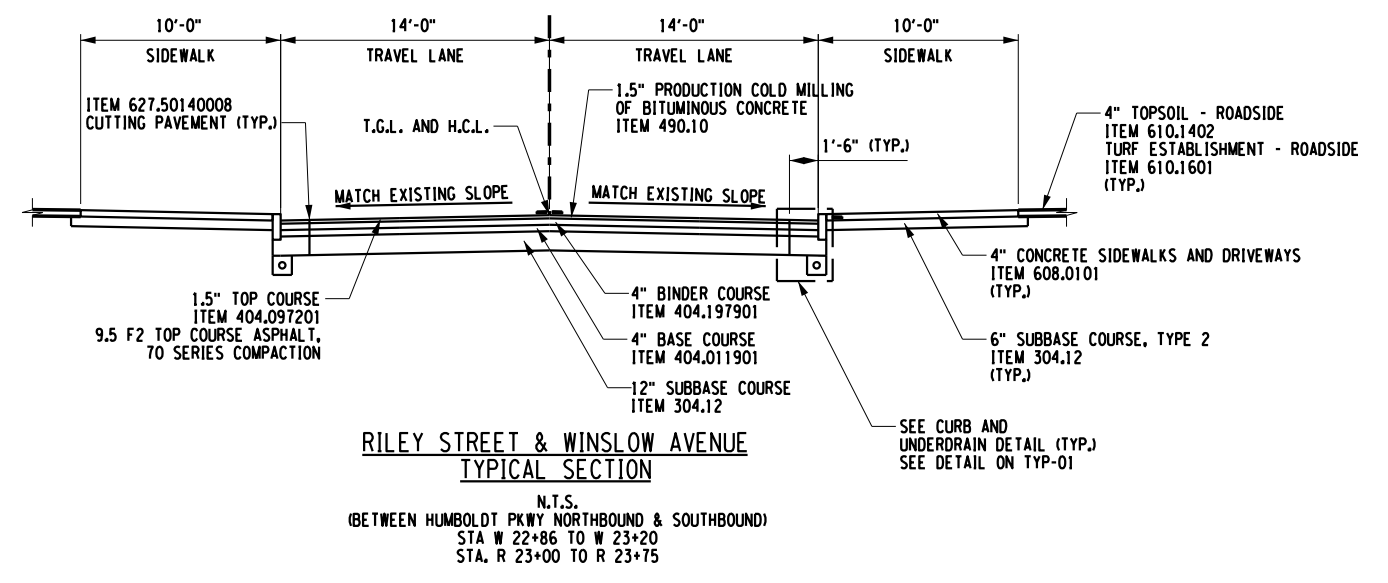 10'-0"
14'-0"
14'-0"
10'-0"
SIDEWALK
TRAVEL LANE
TRAVEL LANE
SIDEWALK
ITEM 627.50140008
CUTTING PAVEMENT (TYP.)
T.G.L. AND H.C.L.
1.5" PRODUCTION COLD MILLING
OF BITUMINOUS CONCRETE
ITEM 490.10
1'-6" (TYP.)
4" TOPSOIL - ROADSIDE
ITEM 610.1402
TURF ESTABLISHMENT - ROADSIDE
ITEM 610.1601
(TYP.)
MATCH EXISTING SLOPE
MATCH EXISTING SLOPE
1.5" TOP COURSE
ITEM 404.097201
9.5 F2 TOP COURSE ASPHALT,
70 SERIES COMPACTION
4" BINDER COURSE
ITEM 404.197901
4" BASE COURSE
ITEM 404.011901
12" SUBBASE COURSE
ITEM 304.12
4" CONCRETE SIDEWALKS AND DRIVEWAYS
ITEM 608.0101
(TYP.)
6" SUBBASE COURSE, TYPE 2
ITEM 304.12
(TYP.)
SEE CURB AND
UNDERDRAIN DETAIL (TYP.)
SEE DETAIL ON TYP-01
RILEY STREET & WINSLOW AVENUE
TYPICAL SECTION
N.T.S.
(BETWEEN HUMBOLDT PKWY NORTHBOUND & SOUTHBOUND)
STA W 22+86 TO W 23+20
STA. R 23+00 TO R 23+75